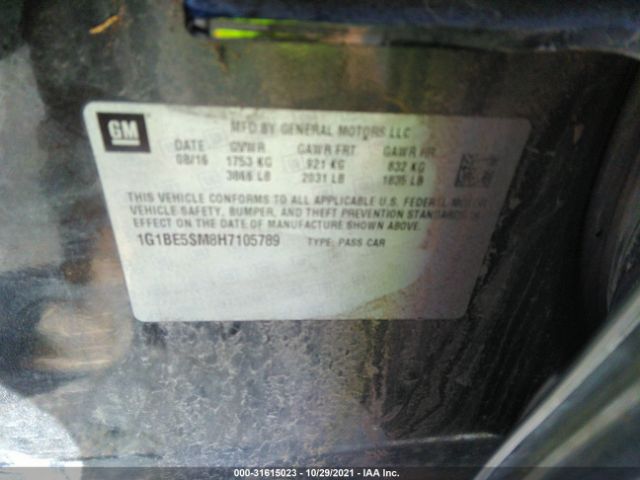 GM
MFD BY GENERAL MOTORS LLC
DATE GVWR GAWR FRT GAWR RR
08/16 1753 KG 921 KG 832 KG
3865 LB 2031 LB 1835 LB
THIS VEHICLE CONFORMS TO ALL APPLICABLE U.S. FEDERAL MOTOR
VEHICLE SAFETY, BUMPER, AND THEFT PREVENTION STANDARDS IN
EFFECT ON THE DATE OF MANUFACTURE SHOWN ABOVE.
1G1BE5SM8H7105789 TYPE: PASS CAR
000-31615023 - 10/29/2021 - IAA Inc.